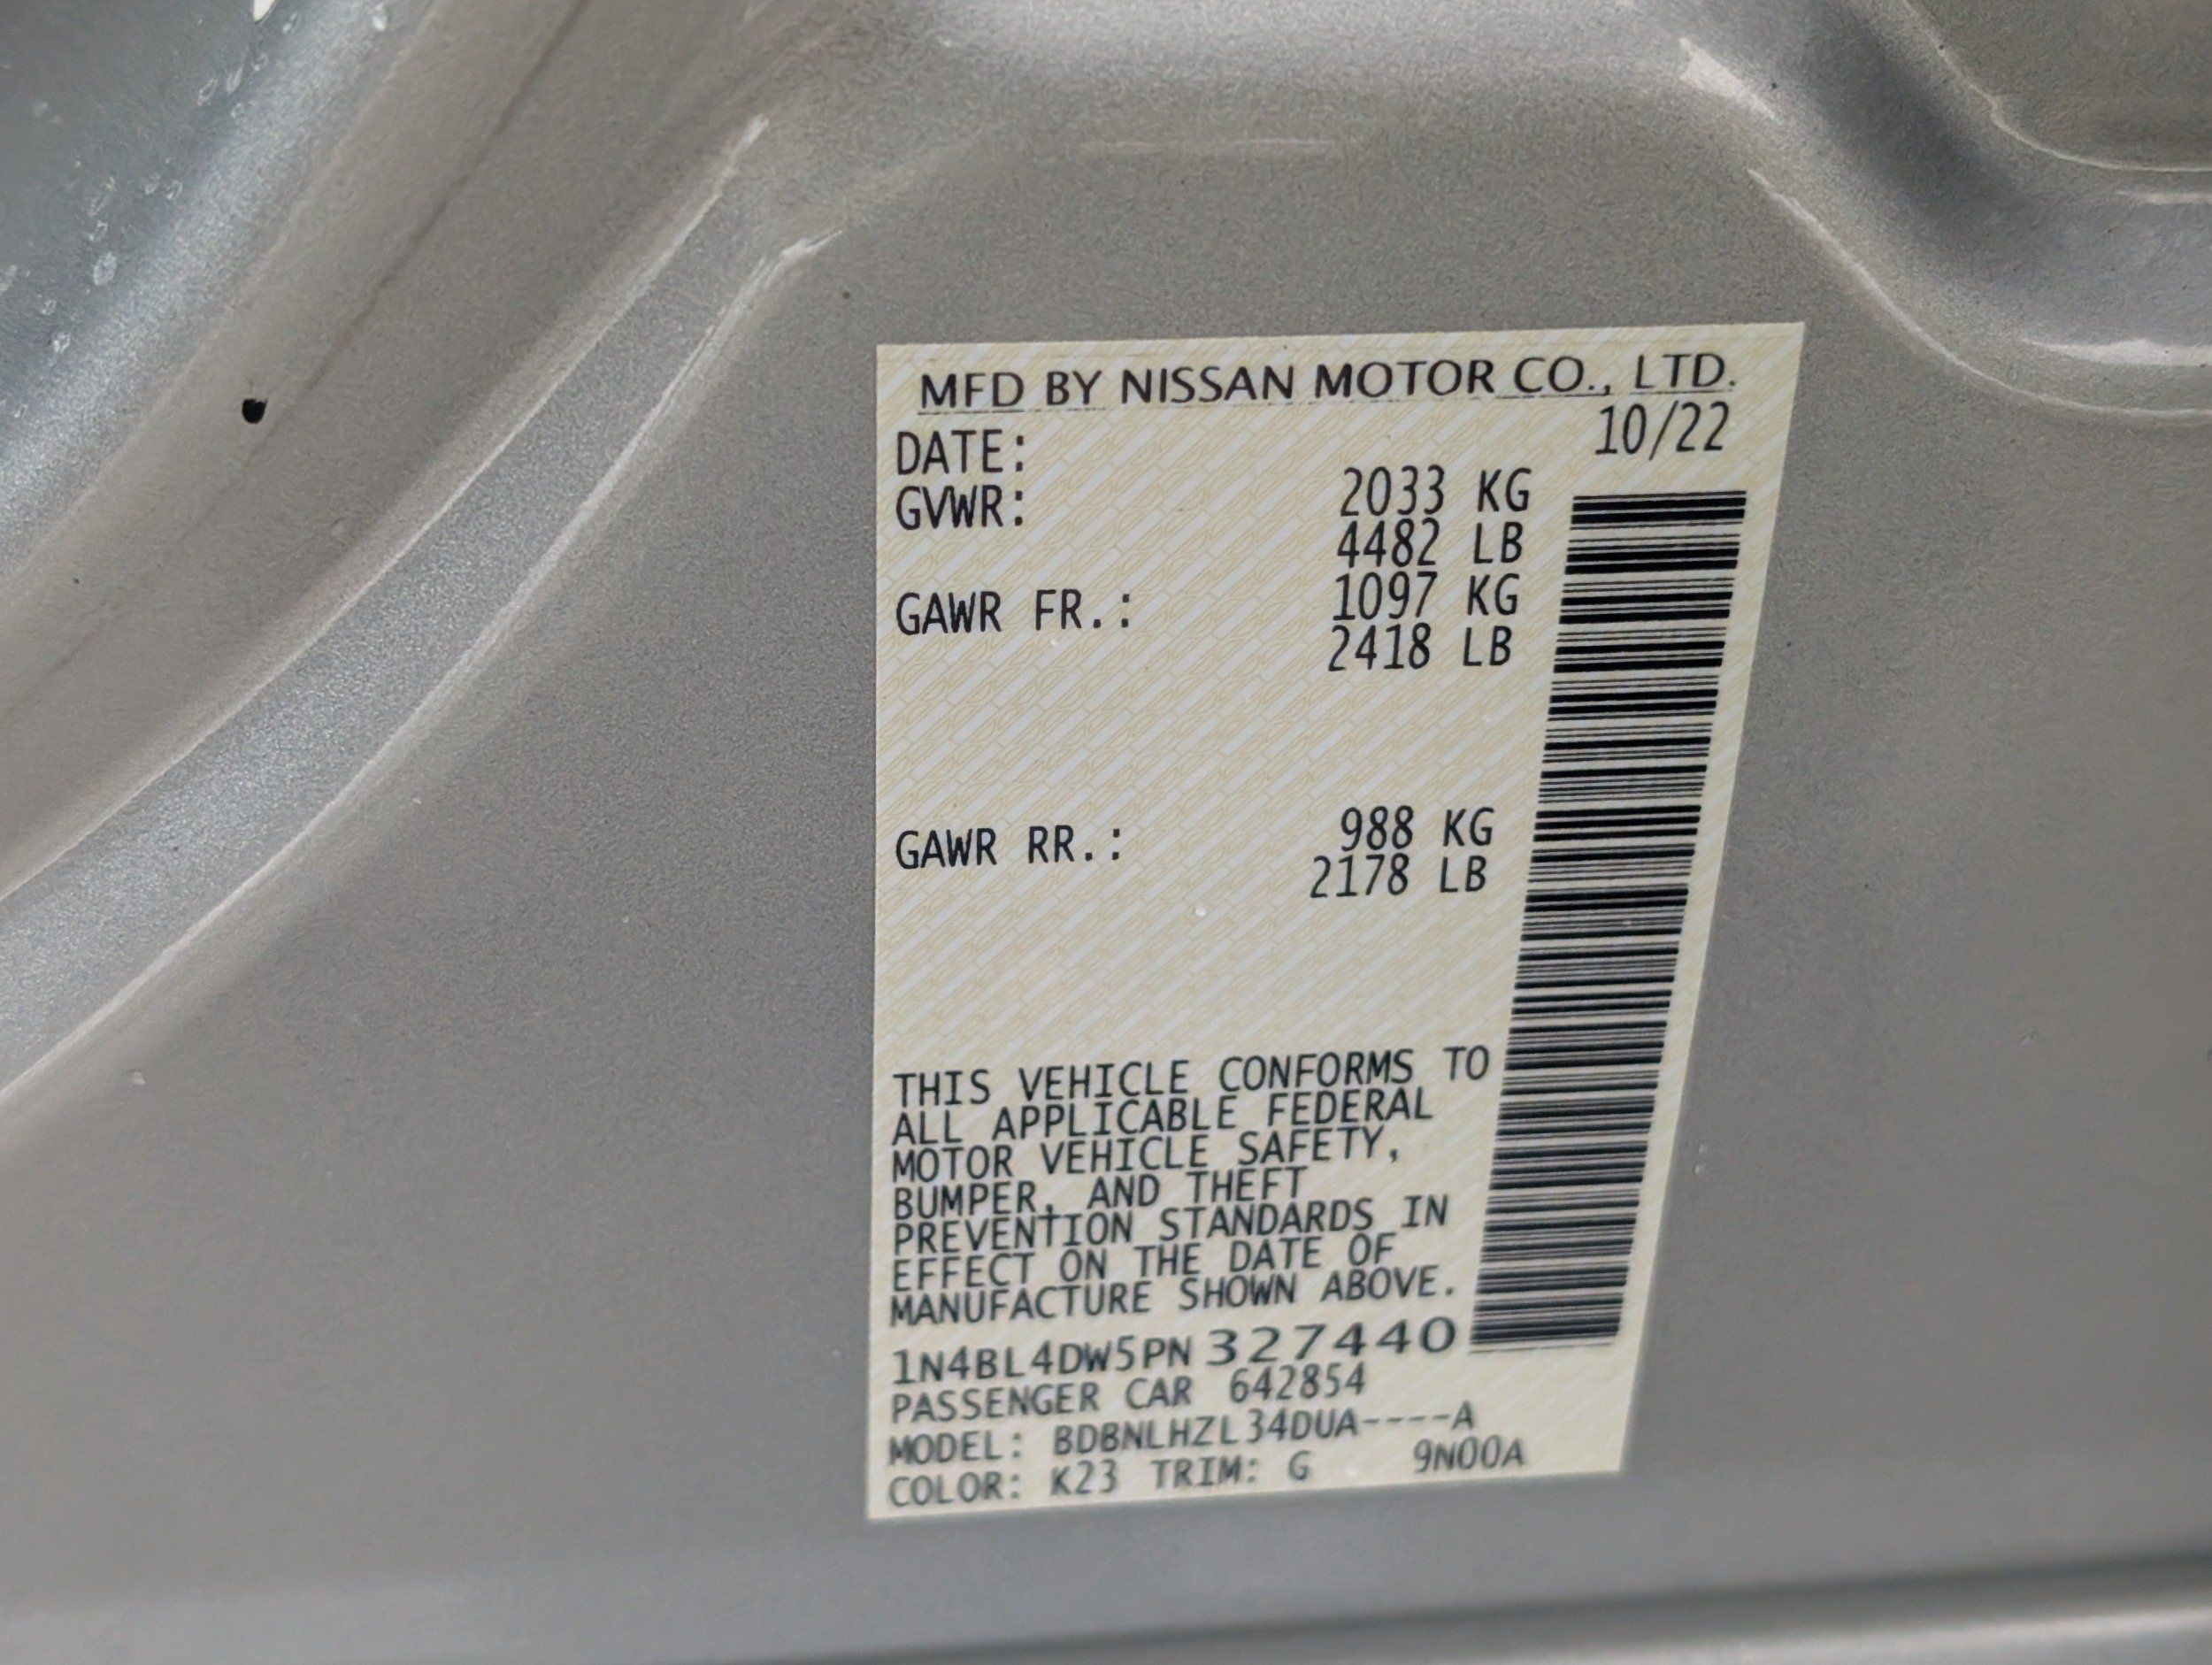 MFD BY NISSAN MOTOR CO., LTD.
DATE: 10/22
GVWR: 2033 KG
4482 LB
GAWR FR.: 1097 KG
2418 LB
GAWR RR.: 988 KG
2178 LB
THIS VEHICLE CONFORMS TO
ALL APPLICABLE FEDERAL
MOTOR VEHICLE SAFETY,
BUMPER, AND THEFT
PREVENTION STANDARDS IN
EFFECT ON THE DATE OF
MANUFACTURE SHOWN ABOVE.
1N4BL4DW5PN327440
PASSENGER CAR 642854
MODEL: BDBNLHZL34DUA----A
COLOR: K23 TRIM: G 9N00A